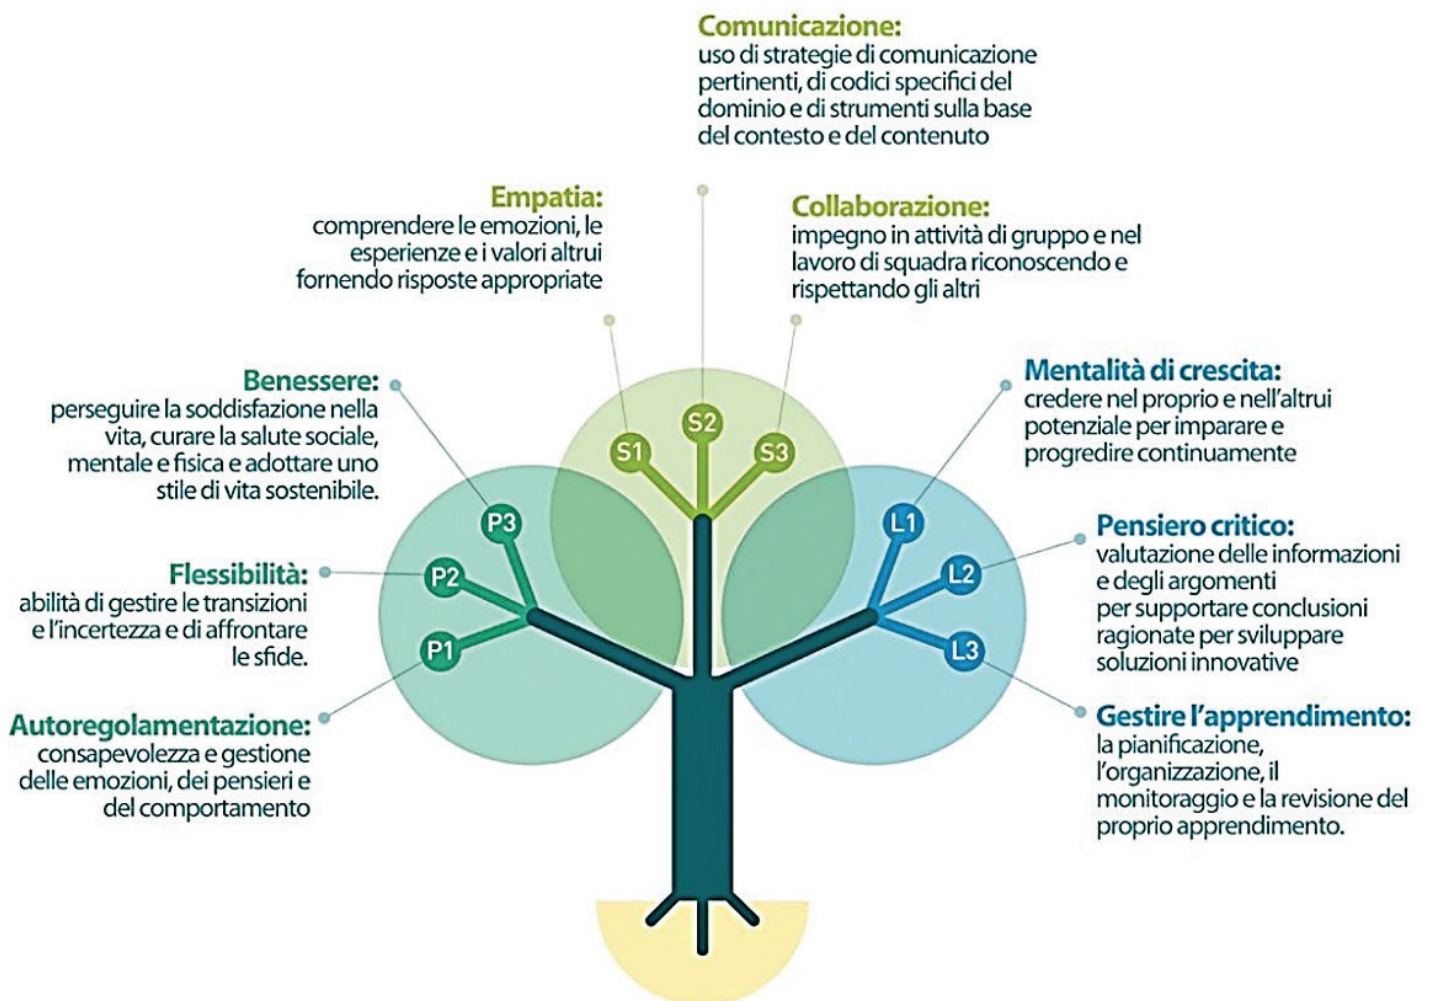 Comunicazione:
uso di strategie di comunicazione
pertinenti, di codici specifici del
dominio e di strumenti sulla base
del contesto e del contenuto
Empatia:
comprendere le emozioni, le
esperienze e i valori altrui
fornendo risposte appropriate
Collaborazione:
impegno in attività di gruppo e nel
lavoro di squadra riconoscendo e
rispettando gli altri
Benessere:
perseguire la soddisfazione nella
vita, curare la salute sociale,
mentale e fisica e adottare uno
stile di vita sostenibile.
Flessibilità:
abilità di gestire le transizioni
e l'incertezza e di affrontare
le sfide.
Autoregolamentazione:
consapevolezza e gestione
delle emozioni, dei pensieri e
del comportamento
S1
S2
S3
P3
P2
P1
L1
L2
L3
Mentalità di crescita:
credere nel proprio e nell'altrui
potenziale per imparare e
progredire continuamente
Pensiero critico:
valutazione delle informazioni
e degli argomenti
per supportare conclusioni
ragionate per sviluppare
soluzioni innovative
Gestire l'apprendimento:
la pianificazione,
l'organizzazione, il
monitoraggio e la revisione del
proprio apprendimento.